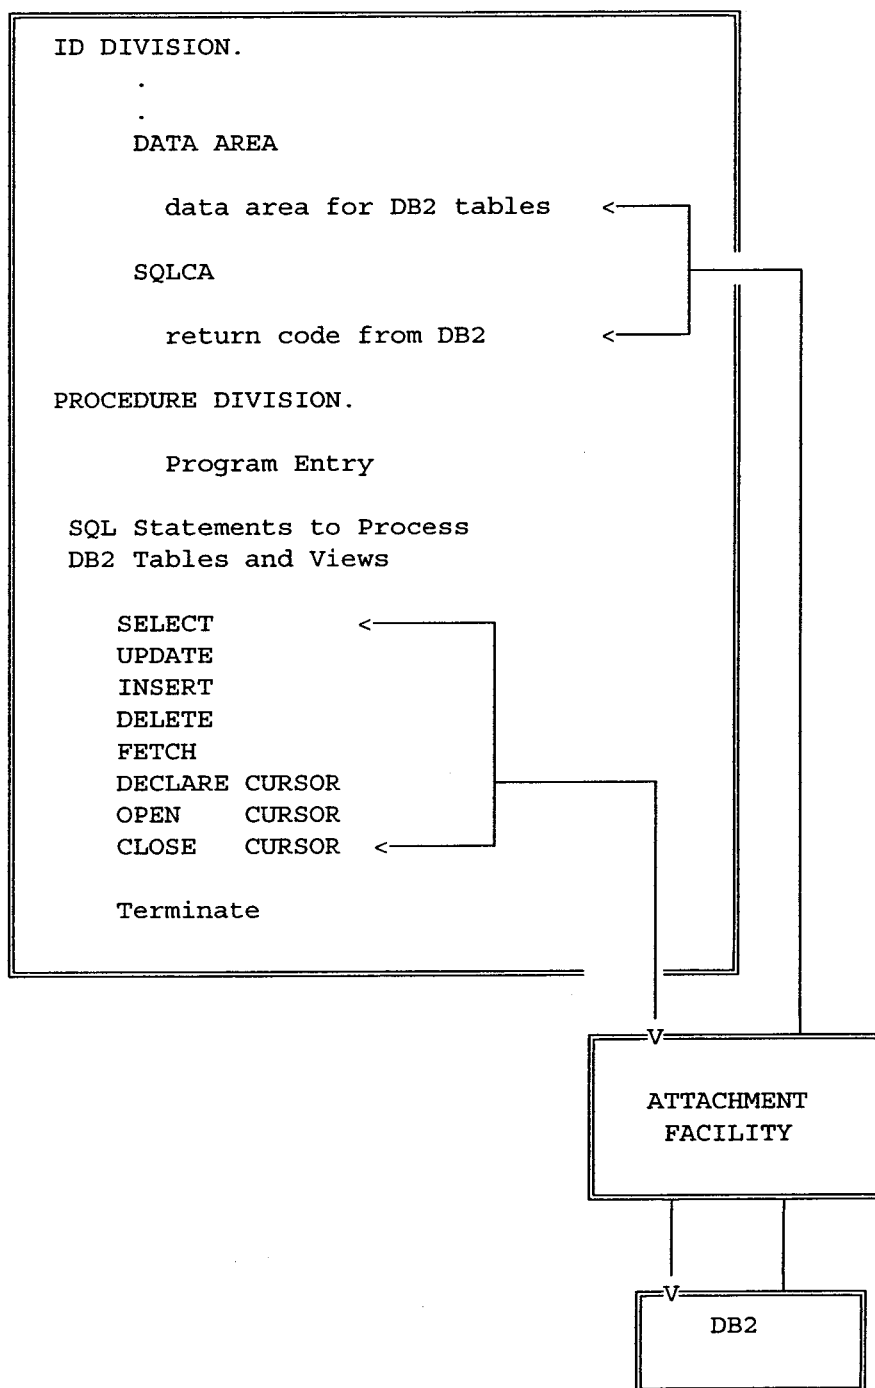 ID DIVISION.
.
.
DATA AREA
data area for DB2 tables <
SQLCA
return code from DB2 <
PROCEDURE DIVISION.
Program Entry
SQL Statements to Process
DB2 Tables and Views
SELECT <
UPDATE
INSERT
DELETE
FETCH
DECLARE CURSOR
OPEN CURSOR
CLOSE CURSOR <
Terminate
V
ATTACHMENT
FACILITY
V
DB2